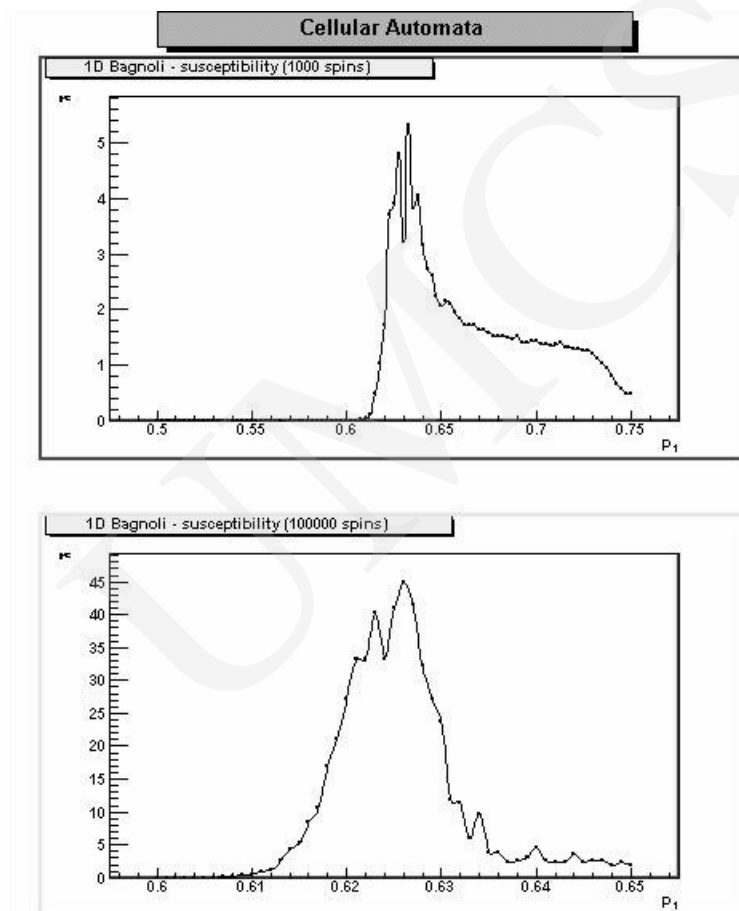 Cellular Automata
1D Bagnoli - susceptibility (1000 spins)
5
4
3
2
1
0
0.5 0.55 0.6 0.65 0.7 0.75
P1
1D Bagnoli - susceptibility (100000 spins)
45
40
35
30
25
20
15
10
5
0
0.6 0.61 0.62 0.63 0.64 0.65
P1
UMCS